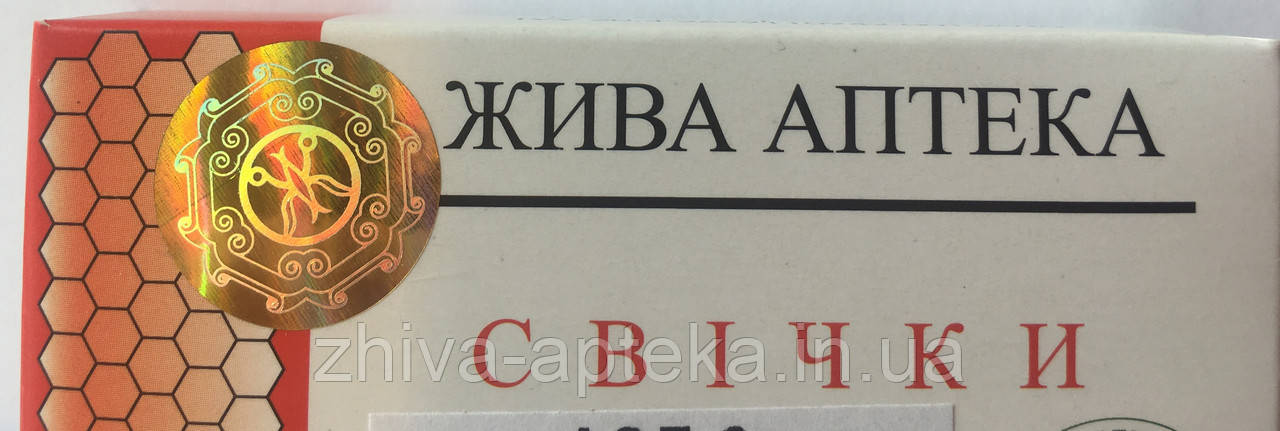 ЖИВА АПТЕКА
СВІЧКИ
zhiva-apteka.in.ua